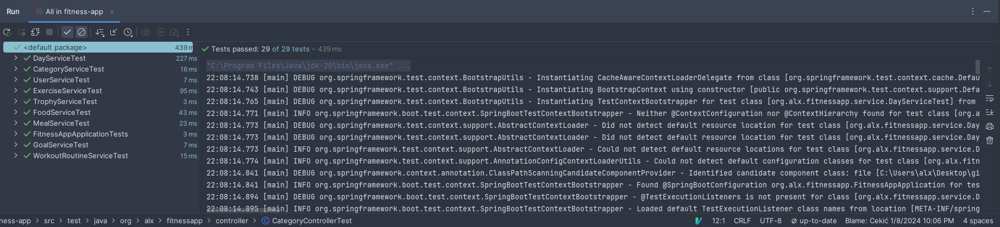 Run All in fitness-app
<default package> 439 m
DayServiceTest 227 ms
CategoryServiceTest 16 ms
UserServiceTest 7 ms
ExerciseServiceTest 95 ms
TrophyServiceTest 3 ms
FoodServiceTest 43 ms
MealServiceTest 23 ms
FitnessAppApplicationTests 3 ms
GoalServiceTest 7 ms
WorkoutRoutineServiceTest 15 ms
Tests passed: 29 of 29 tests – 439 ms
"C:\Program Files\Java\jdk-20\bin\java.exe" ...
22:08:14.738 [main] DEBUG org.springframework.test.context.BootstrapUtils - Instantiating CacheAwareContextLoaderDelegate from class [org.springframework.test.context.cache.Defau
22:08:14.743 [main] DEBUG org.springframework.test.context.BootstrapUtils - Instantiating BootstrapContext using constructor [public org.springframework.test.context.support.Defa
22:08:14.765 [main] DEBUG org.springframework.test.context.BootstrapUtils - Instantiating TestContextBootstrapper for test class [org.alx.fitnessapp.service.DayServiceTest] from
22:08:14.771 [main] INFO org.springframework.boot.test.context.SpringBootTestContextBootstrapper - Neither @ContextConfiguration nor @ContextHierarchy found for test class [org.a
22:08:14.773 [main] DEBUG org.springframework.test.context.support.AbstractContextLoader - Did not detect default resource location for test class [org.alx.fitnessapp.service.Day
22:08:14.773 [main] DEBUG org.springframework.test.context.support.AbstractContextLoader - Did not detect default resource location for test class [org.alx.fitnessapp.service.Day
22:08:14.773 [main] INFO org.springframework.test.context.support.AbstractContextLoader - Could not detect default resource locations for test class [org.alx.fitnessapp.service.D
22:08:14.774 [main] INFO org.springframework.test.context.support.AnnotationConfigContextLoaderUtils - Could not detect default configuration classes for test class [org.alx.fitn
22:08:14.841 [main] DEBUG org.springframework.context.annotation.ClassPathScanningCandidateComponentProvider - Identified candidate component class: file [C:\Users\alx\Desktop\gi
22:08:14.841 [main] INFO org.springframework.boot.test.context.SpringBootTestContextBootstrapper - Found @SpringBootConfiguration org.alx.fitnessapp.FitnessAppApplication for tes
22:08:14.894 [main] DEBUG org.springframework.boot.test.context.SpringBootTestContextBootstrapper - @TestExecutionListeners is not present for class [org.alx.fitnessapp.service.D
22:08:14.895 [main] INFO org.springframework.boot.test.context.SpringBootTestContextBootstrapper - Loaded default TestExecutionListener class names from location [META-INF/spring
ness-app > src > test > java > org > alx > fitnessapp > controller > CategoryControllerTest 12:1 CRLF UTF-8 up-to-date Blame: Cekić 1/8/2024 10:06 PM 4 spaces